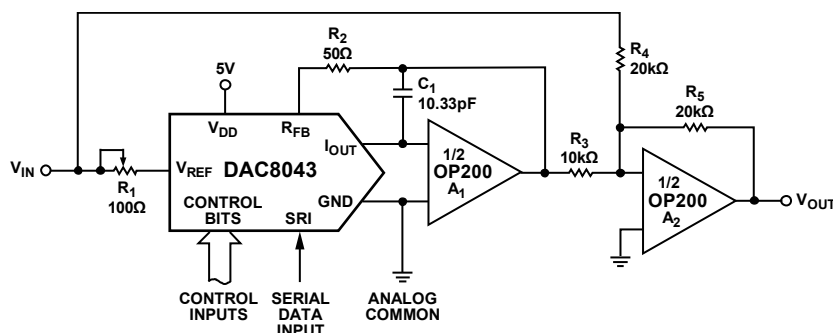 R2
50Ω
R4
20kΩ
5V
C1
10.33pF
R5
20kΩ
VDD
RFB
IOUT
R3
10kΩ
VIN
VREF
DAC8043
1/2
OP200
A1
1/2
OP200
A2
VOUT
R1
100Ω
GND
CONTROL
BITS
SRI
CONTROL
INPUTS
SERIAL
DATA
INPUT
ANALOG
COMMON